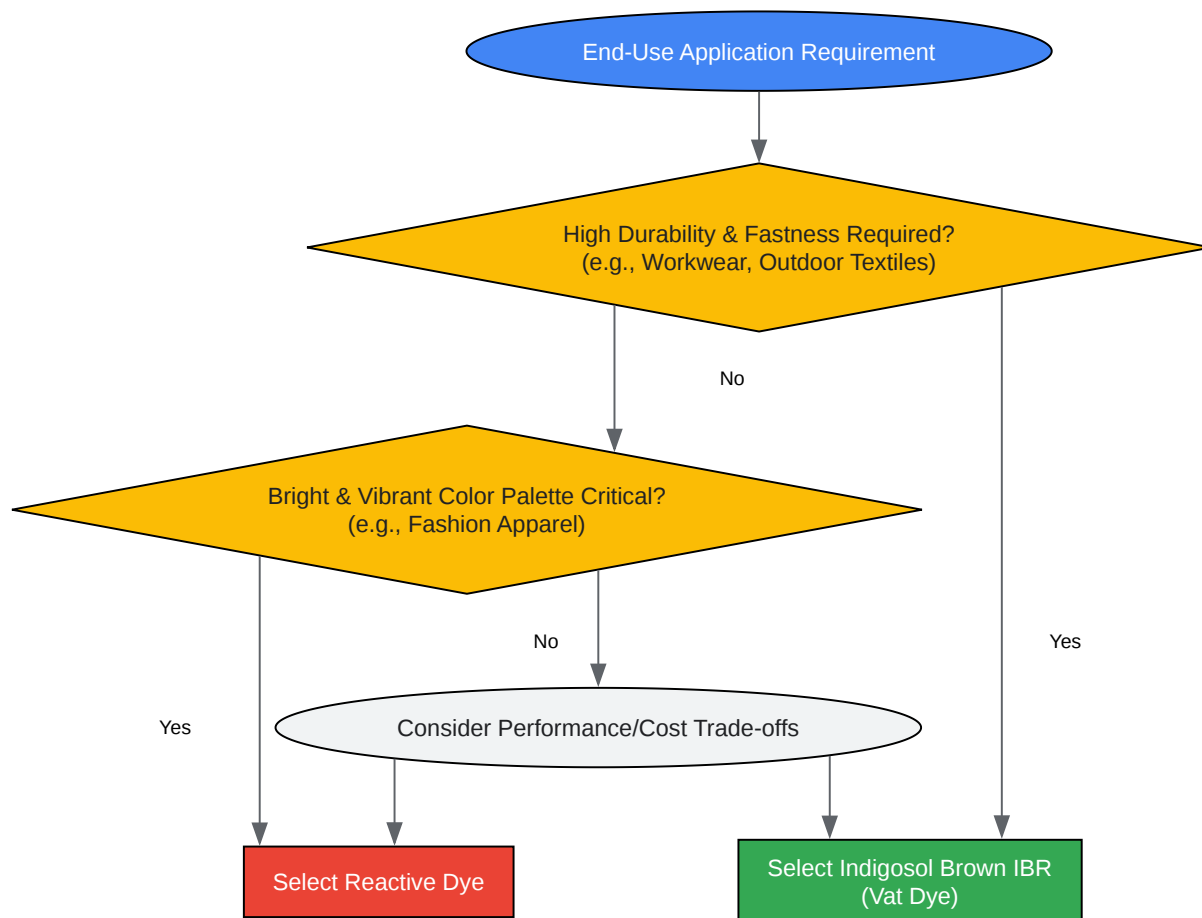 End-Use Application Requirement
High Durability & Fastness Required?
(e.g., Workwear, Outdoor Textiles)
No
Bright & Vibrant Color Palette Critical?
(e.g., Fashion Apparel)
No
Yes
Yes
Consider Performance/Cost Trade-offs
Select Reactive Dye
Select Indigosol Brown IBR
(Vat Dye)